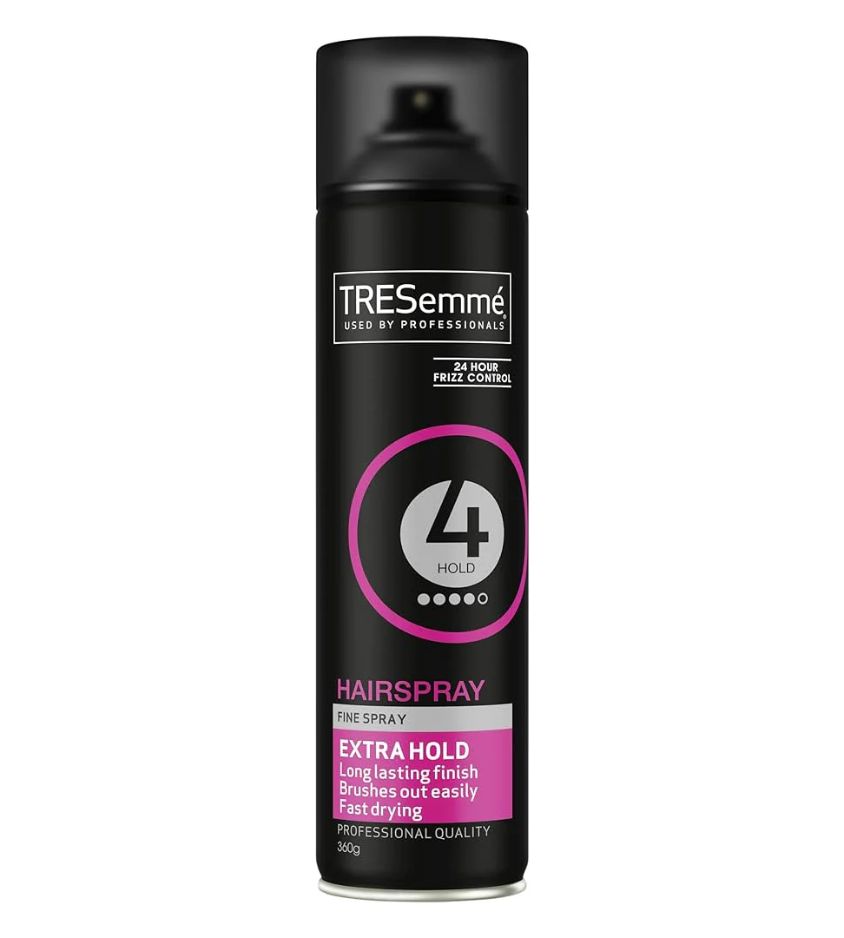 TRESemmé®
USED BY PROFESSIONALS
24 HOUR
FRIZZ CONTROL
4
HOLD
HAIRSPRAY
FINE SPRAY
EXTRA HOLD
Long lasting finish
Brushes out easily
Fast drying
PROFESSIONAL QUALITY
360g